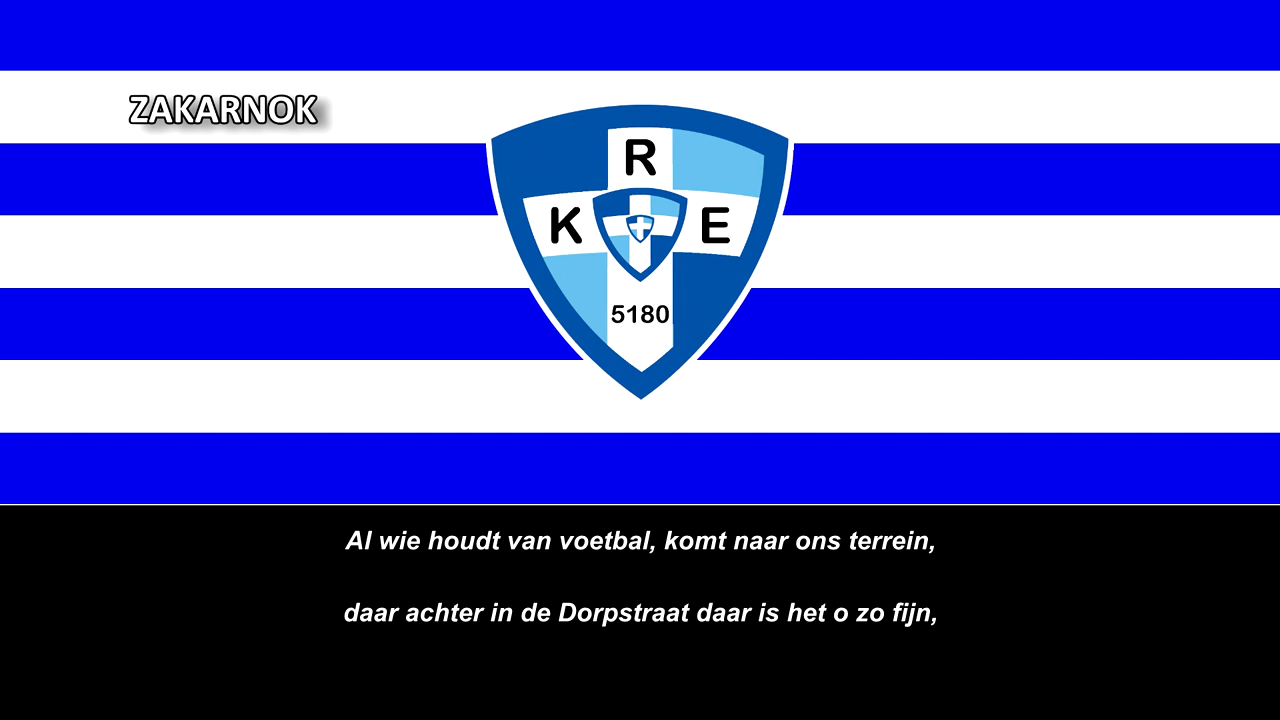 ZAKARNOK
R
K E
5180
Al wie houdt van voetbal, komt naar ons terrein,
daar achter in de Dorpstraat daar is het o zo fijn,